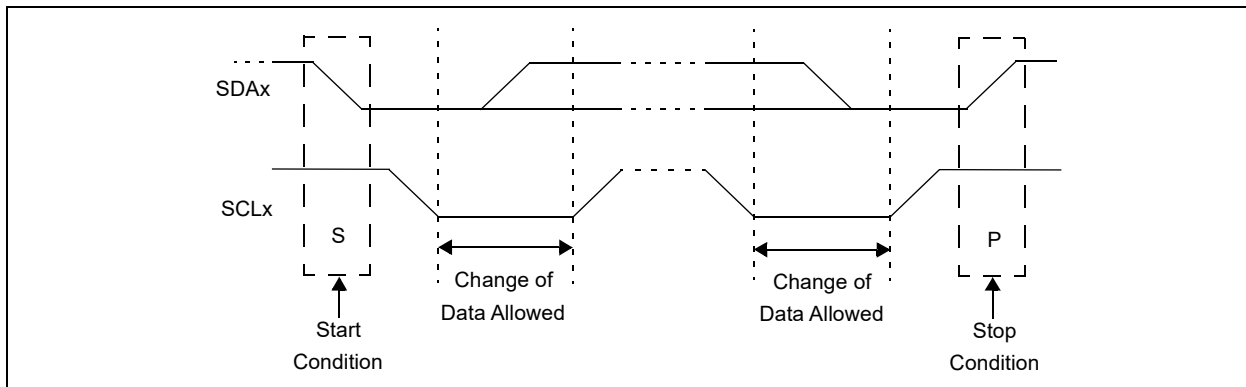 SDAx
SCLx
S
P
Change of
Data Allowed
Change of
Data Allowed
Start
Condition
Stop
Condition